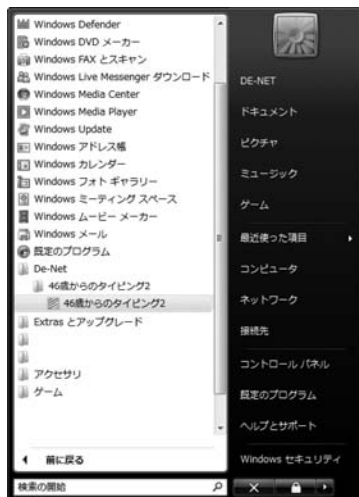 Windows Defender
Windows DVD メーカー
Windows FAX とスキャン
Windows Live Messenger ダウンロード
Windows Media Center
Windows Media Player
Windows Update
Windows アドレス帳
Windows カレンダー
Windows フォト ギャラリー
Windows ミーティング スペース
Windows ムービー メーカー
Windows メール
既定のプログラム
De-Net
46歳からのタイピング2
46歳からのタイピング2
Extras とアップグレード
アクセサリ
ゲーム
前に戻る
検索の開始
DE-NET
ドキュメント
ピクチャ
ミュージック
ゲーム
最近使った項目
コンピュータ
ネットワーク
接続先
コントロール パネル
既定のプログラム
ヘルプとサポート
Windows セキュリティ